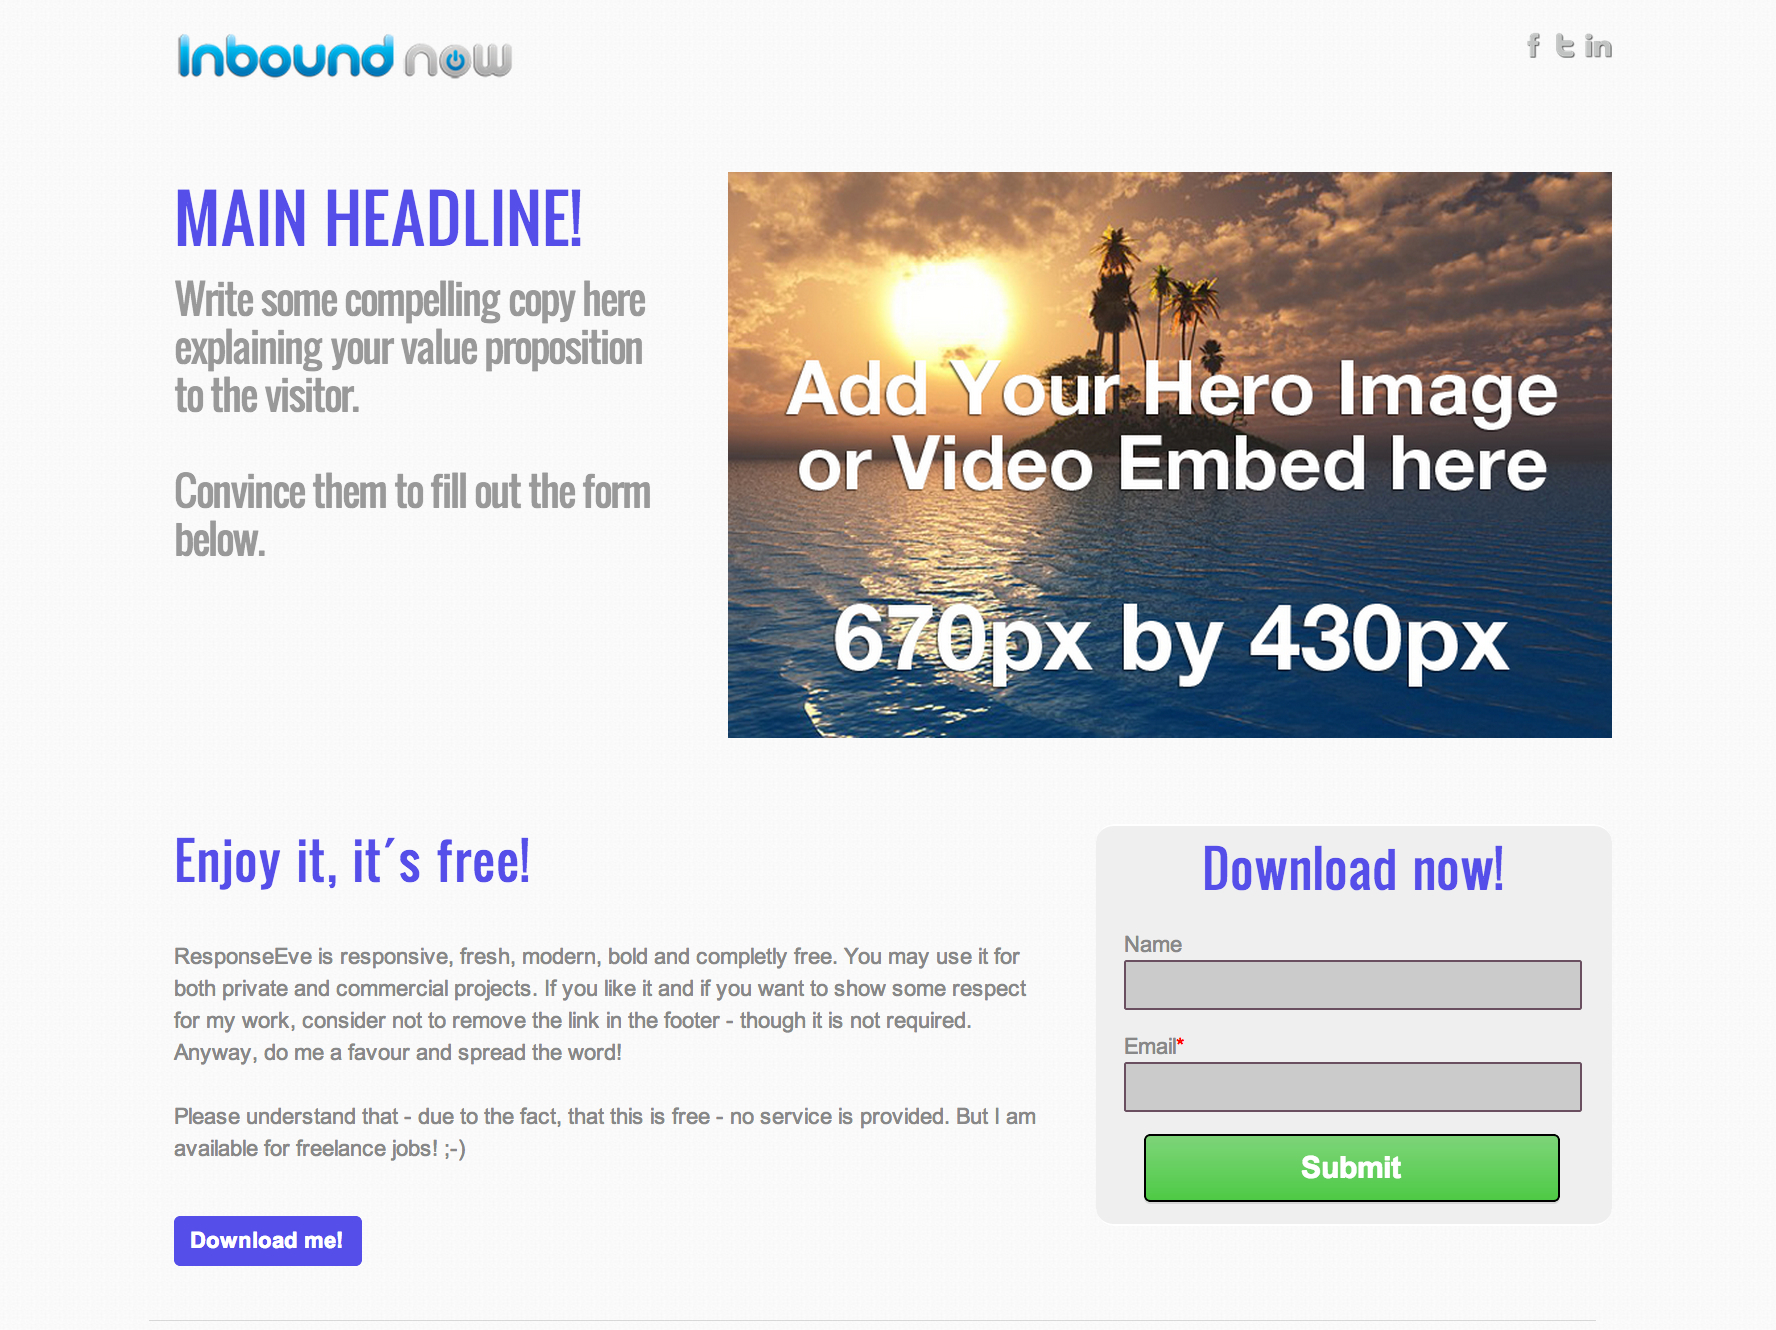 Inbound now
f t in
MAIN HEADLINE!
Write some compelling copy here
explaining your value proposition
to the visitor.
Convince them to fill out the form
below.
Add Your Hero Image
or Video Embed here
670px by 430px
Enjoy it, it´s free!
ResponseEve is responsive, fresh, modern, bold and completly free. You may use it for
both private and commercial projects. If you like it and if you want to show some respect
for my work, consider not to remove the link in the footer - though it is not required.
Anyway, do me a favour and spread the word!
Please understand that - due to the fact, that this is free - no service is provided. But I am
available for freelance jobs! ;-)
Download me!
Download now!
Name
Email*
Submit